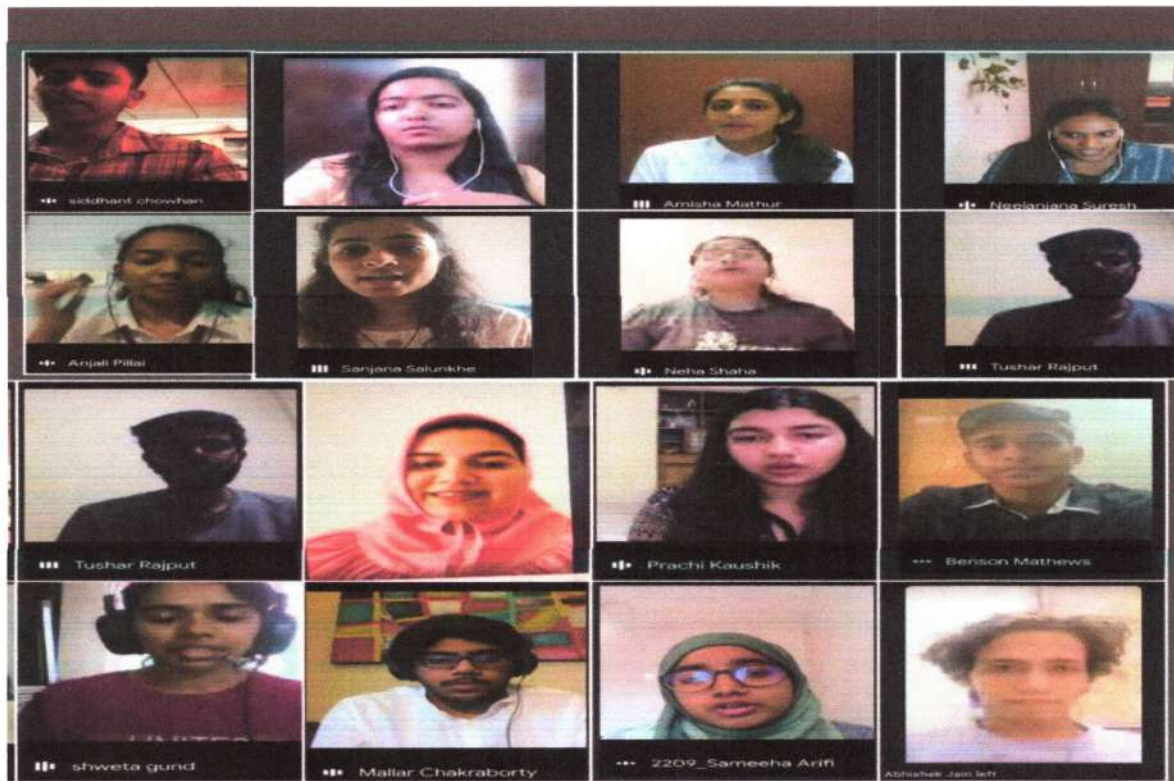 siddhant chowhan
Amisha Mathur
Neelanjana Suresh
Anjali Pillai
Sanjana Salunkhe
Neha Shaha
Tushar Rajput
Tushar Rajput
Prachi Kaushik
Benson Mathews
shweta gund
Mallar Chakraborty
2209_Sameeha Arifi
Abhishek Jain left